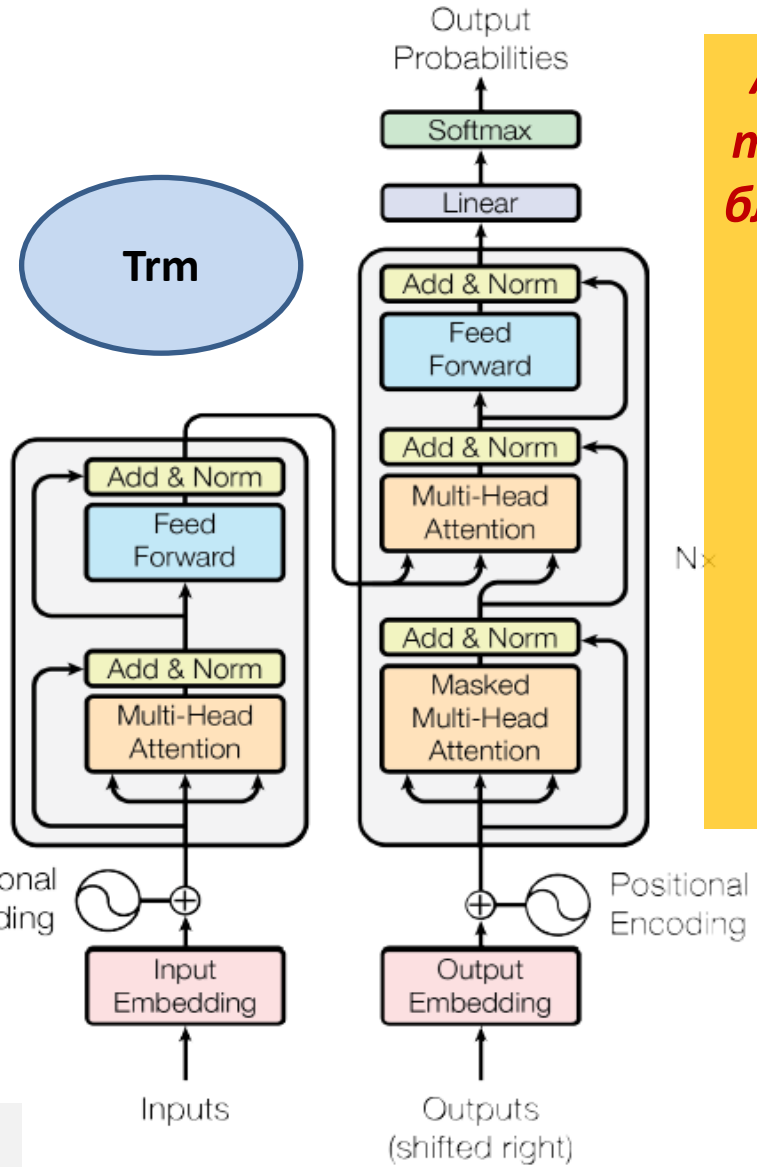 Output
Probabilities
Softmax
Linear
Trm
Add & Norm
Feed
Forward
Add & Norm
Multi-Head
Attention
Add & Norm
Masked
Multi-Head
Attention
Nx
Add & Norm
Feed
Forward
Add & Norm
Multi-Head
Attention
Positional
Encoding
Input
Embedding
Output
Embedding
Inputs
Outputs
(shifted right)